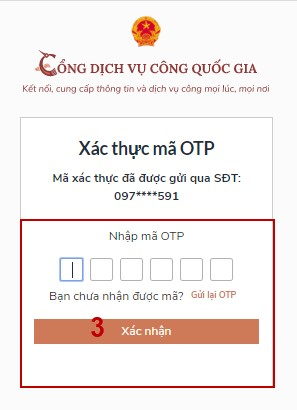 CỔNG DỊCH VỤ CÔNG QUỐC GIA
Kết nối, cung cấp thông tin và dịch vụ công mọi lúc, mọi nơi
Xác thực mã OTP
Mã xác thực đã được gửi qua SĐT:
097****591
Nhập mã OTP
Bạn chưa nhận được mã? Gửi lại OTP
3 Xác nhận